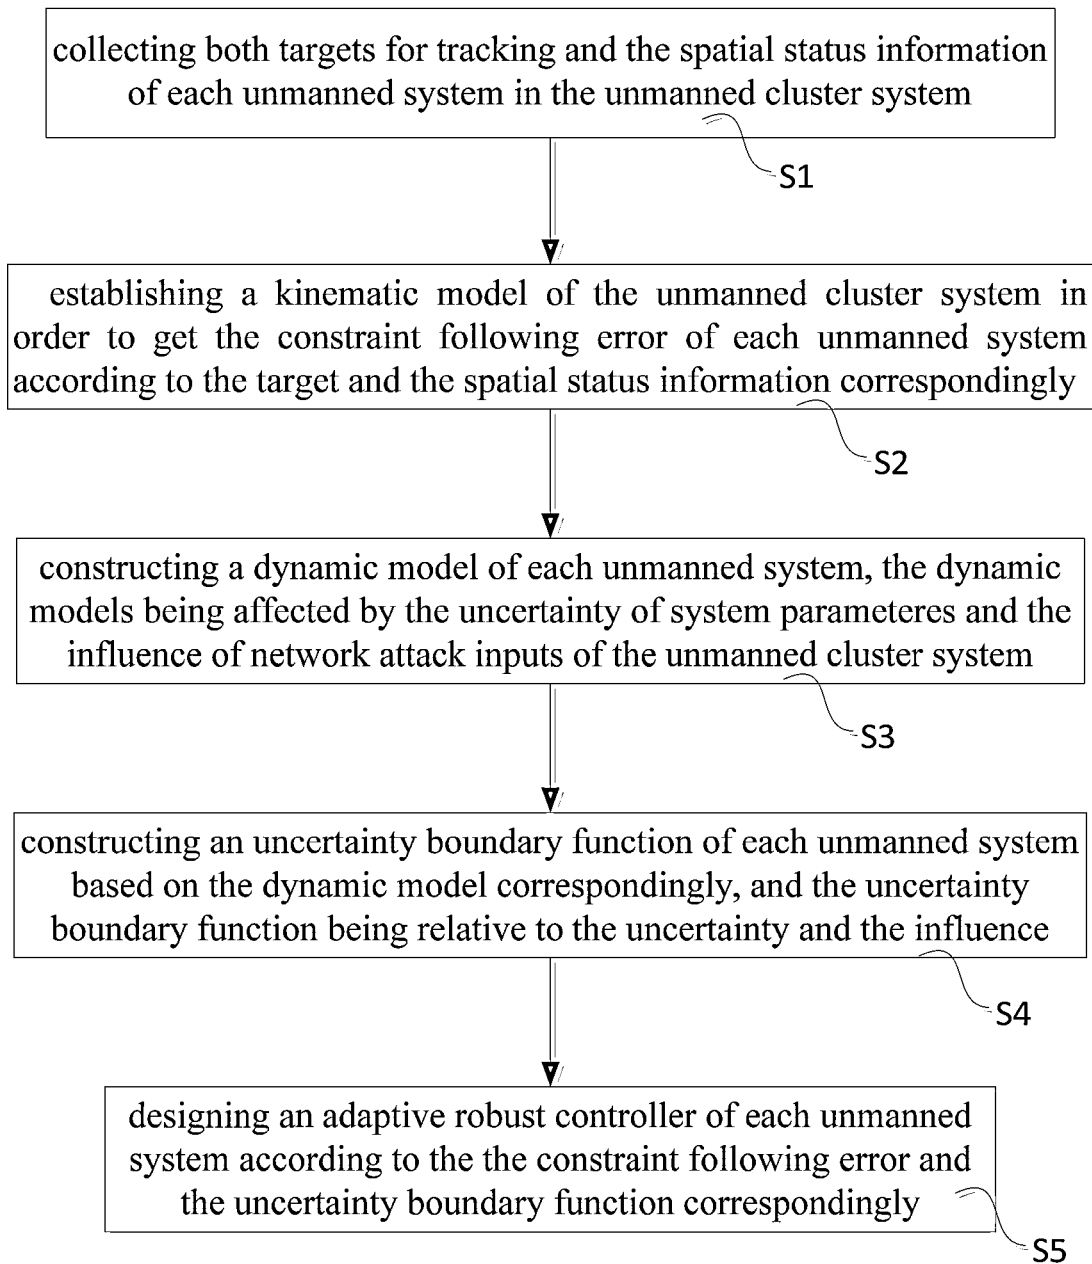 collecting both targets for tracking and the spatial status information
of each unmanned system in the unmanned cluster system
S1
establishing a kinematic model of the unmanned cluster system in
order to get the constraint following error of each unmanned system
according to the target and the spatial status information correspondingly
S2
constructing a dynamic model of each unmanned system, the dynamic
models being affected by the uncertainty of system parameteres and the
influence of network attack inputs of the unmanned cluster system
S3
constructing an uncertainty boundary function of each unmanned system
based on the dynamic model correspondingly, and the uncertainty
boundary function being relative to the uncertainty and the influence
S4
designing an adaptive robust controller of each unmanned
system according to the the constraint following error and
the uncertainty boundary function correspondingly
S5